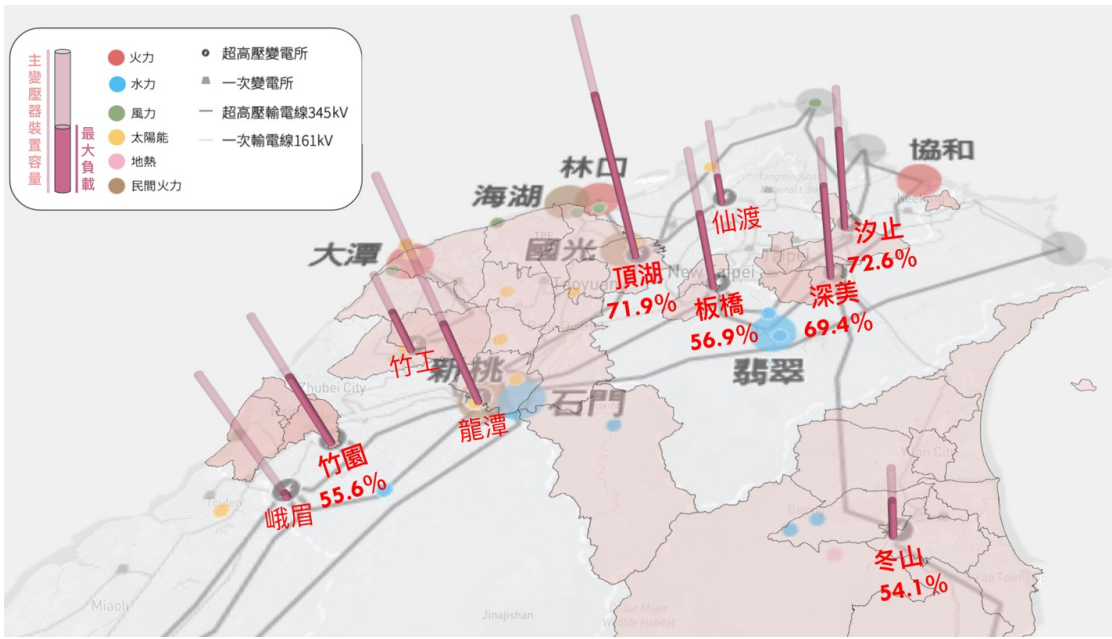 主變壓器裝置容量
最大負載
火力
水力
風力
太陽能
地熱
民間火力
超高壓變電所
一次變電所
超高壓輸電線345kV
一次輸電線161kV
協和
林口
海湖
仙渡
汐止
72.6%
國光
大潭
頂湖
71.9%
New Taipei
板橋
56.9%
深美
69.4%
翡翠
竹工
新桃
石門
龍潭
Zhubei City
竹園
55.6%
峨眉
Toufen
Yilan City
冬山
54.1%
Miaoli
Jinajishan